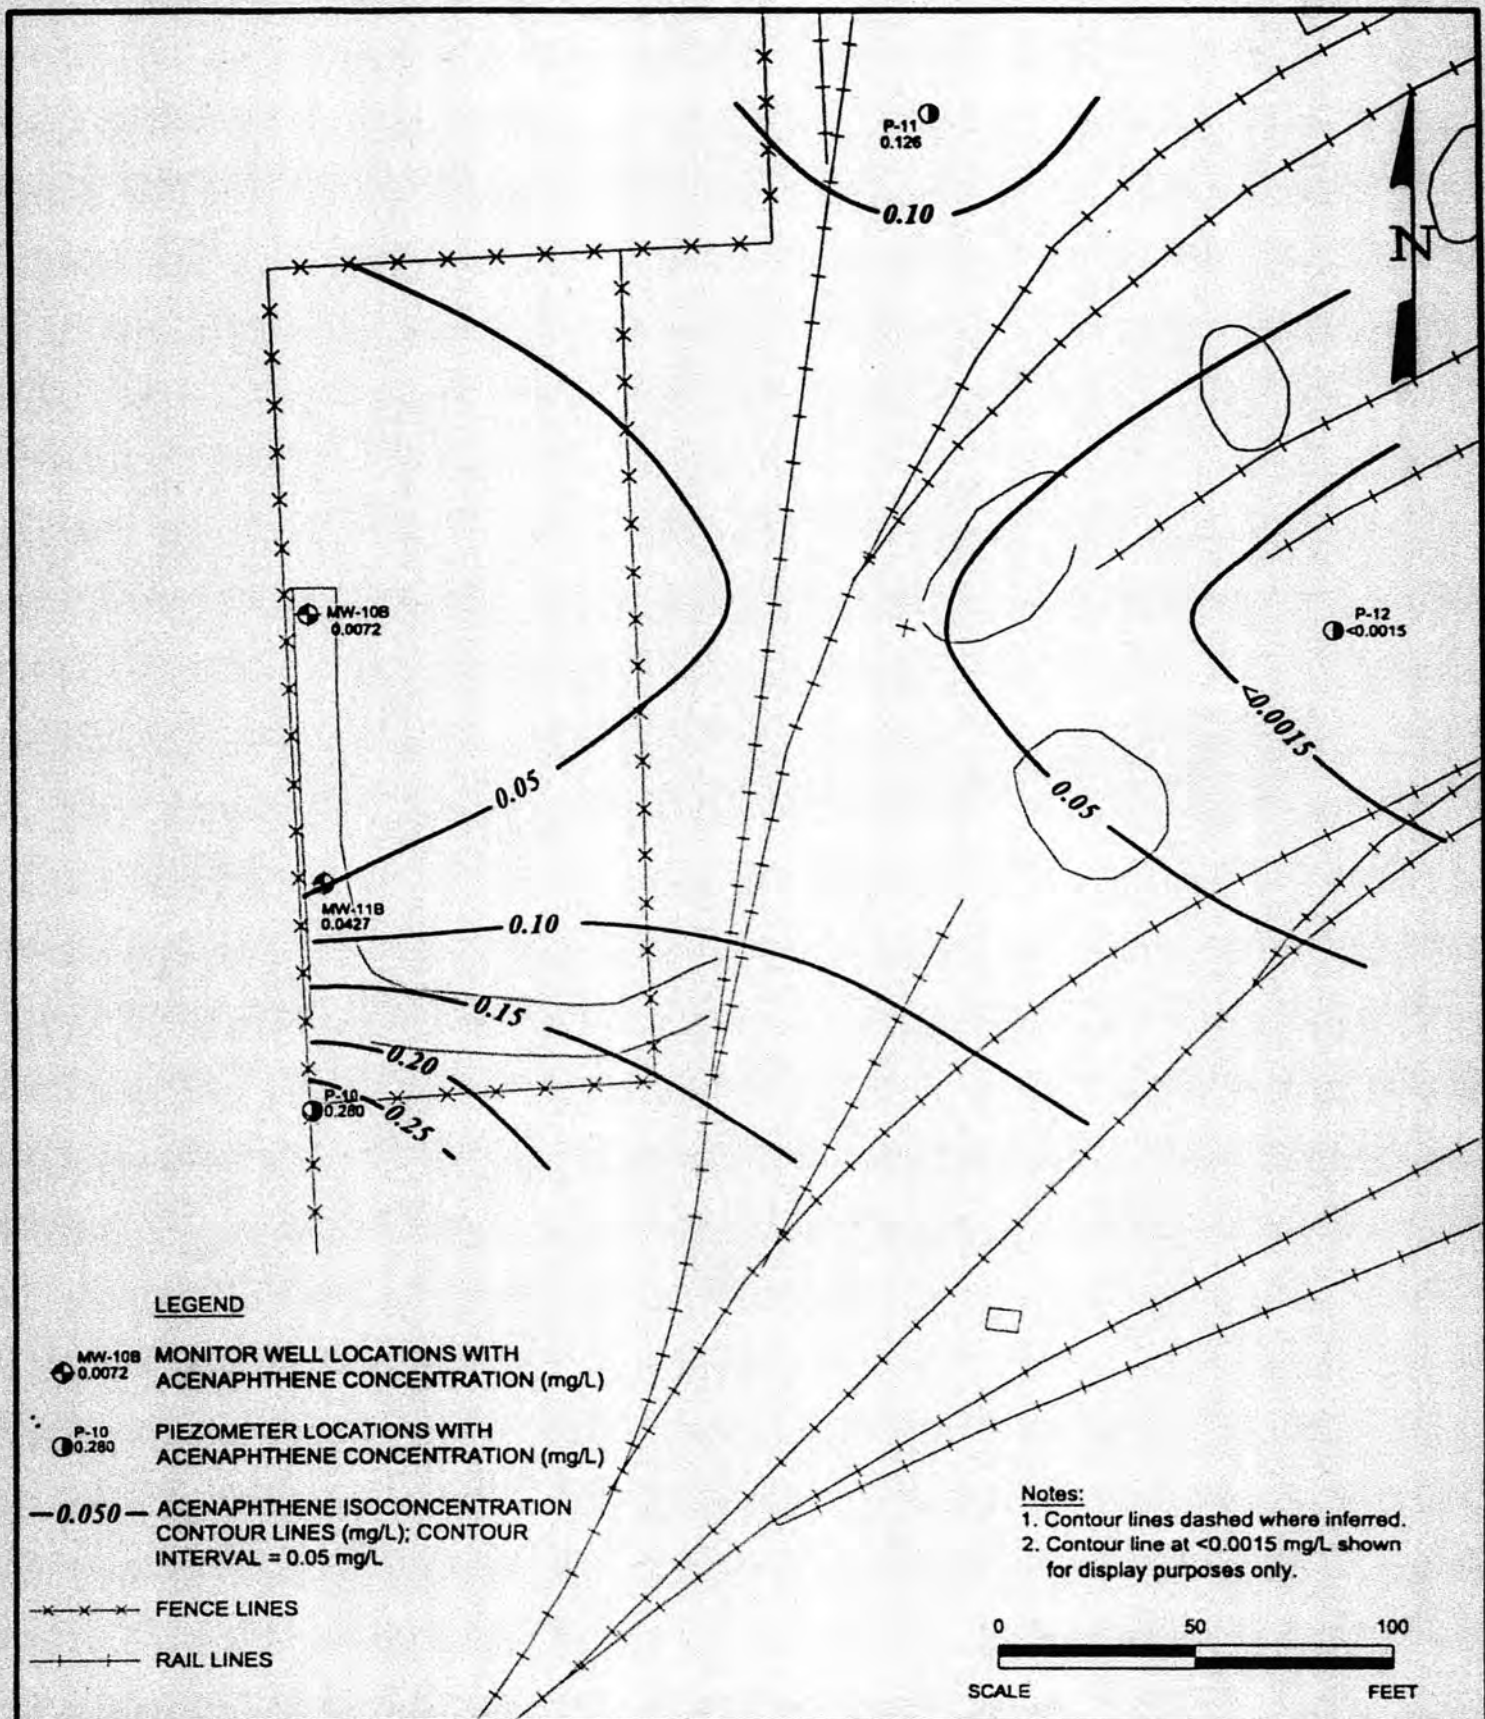 P-11
0.126
0.10
N
MW-10B
0.0072
P-12
<0.0015
<0.0015
0.05
0.05
MW-11B
0.0427
0.10
0.15
0.20
P-10
0.280
0.25
LEGEND
MW-10B
0.0072
MONITOR WELL LOCATIONS WITH
ACENAPHTHENE CONCENTRATION (mg/L)
P-10
0.280
PIEZOMETER LOCATIONS WITH
ACENAPHTHENE CONCENTRATION (mg/L)
0.050
ACENAPHTHENE ISOCONCENTRATION
CONTOUR LINES (mg/L); CONTOUR
INTERVAL = 0.05 mg/L
FENCE LINES
RAIL LINES
Notes:
1. Contour lines dashed where inferred.
2. Contour line at <0.0015 mg/L shown
for display purposes only.
0 50 100
SCALE FEET